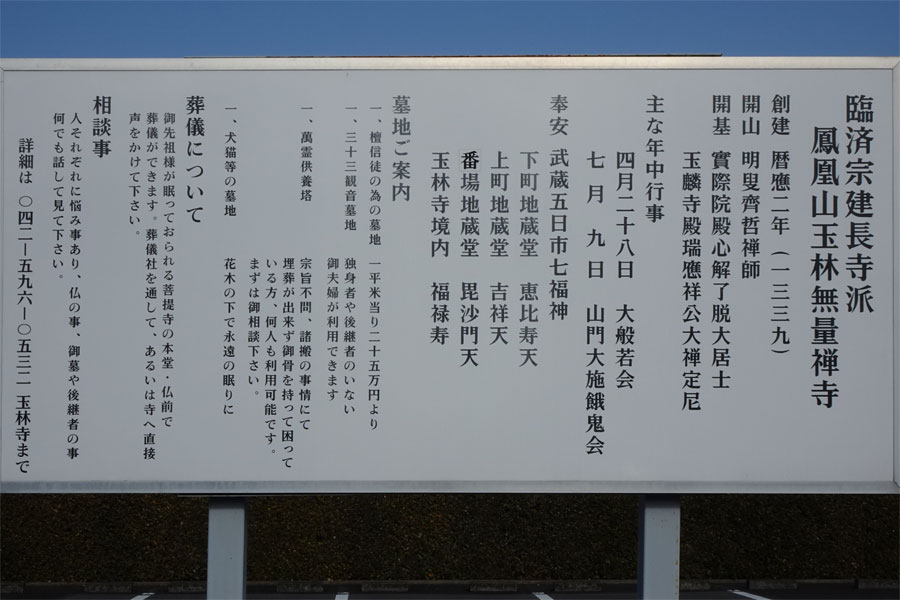 臨済宗建長寺派
鳳凰山玉林無量禅寺
創建　暦應二年（一三三九）
開山　明叟齊哲禅師
開基　實際院殿心解了脱大居士
玉麟寺殿瑞應祥公大禅定尼
主な年中行事
四月二十八日　大般若会
七月　九日　山門大施餓鬼会
奉安　武蔵五日市七福神
下町地蔵堂　恵比寿天
上町地蔵堂　吉祥天
番場地蔵堂　毘沙門天
玉林寺境内　福禄寿
墓地ご案内
一、檀信徒の為の墓地　一平米当り二十五万円より
一、三十三観音墓地　独身者や後継者のいない
御夫婦が利用できます
一、萬霊供養塔　宗旨不問、諸搬の事情にて
埋葬が出来ず御骨を持って困って
いる方、何人も利用可能です。
まずは御相談下さい。
一、犬猫等の墓地　花木の下で永遠の眠りに
葬儀について
御先祖様が眠っておられる菩提寺の本堂・仏前で
葬儀ができます。葬儀社を通して、あるいは寺へ直接
声をかけて下さい。
相談事
人それぞれに悩み事あり、仏の事、御墓や後継者の事
何でも話して見て下さい。
詳細は　〇四二―五九六―〇五三二　玉林寺まで